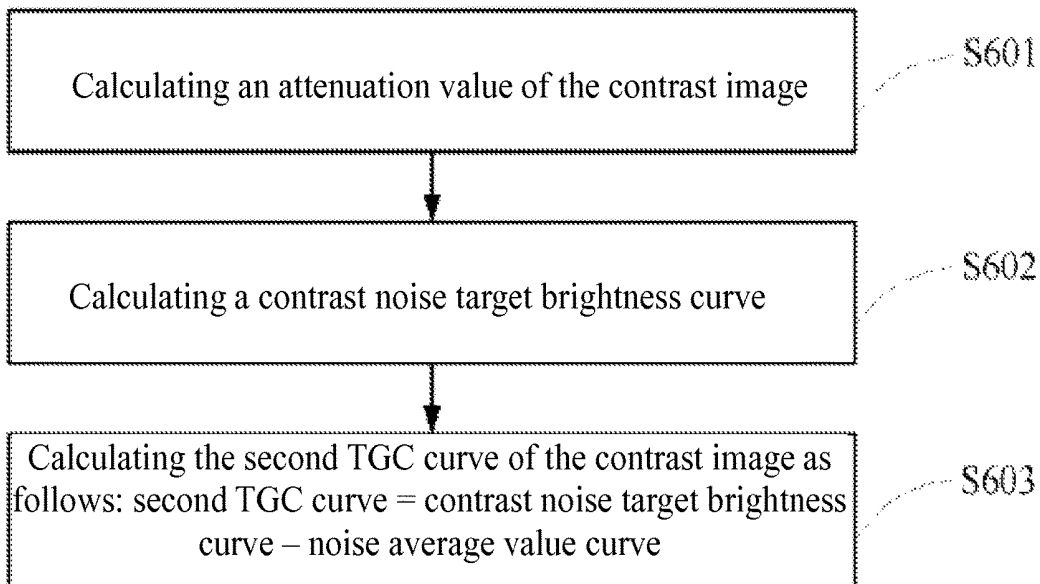 Calculating an attenuation value of the contrast image
S601
Calculating a contrast noise target brightness curve
S602
Calculating the second TGC curve of the contrast image as
follows: second TGC curve = contrast noise target brightness
curve – noise average value curve
S603